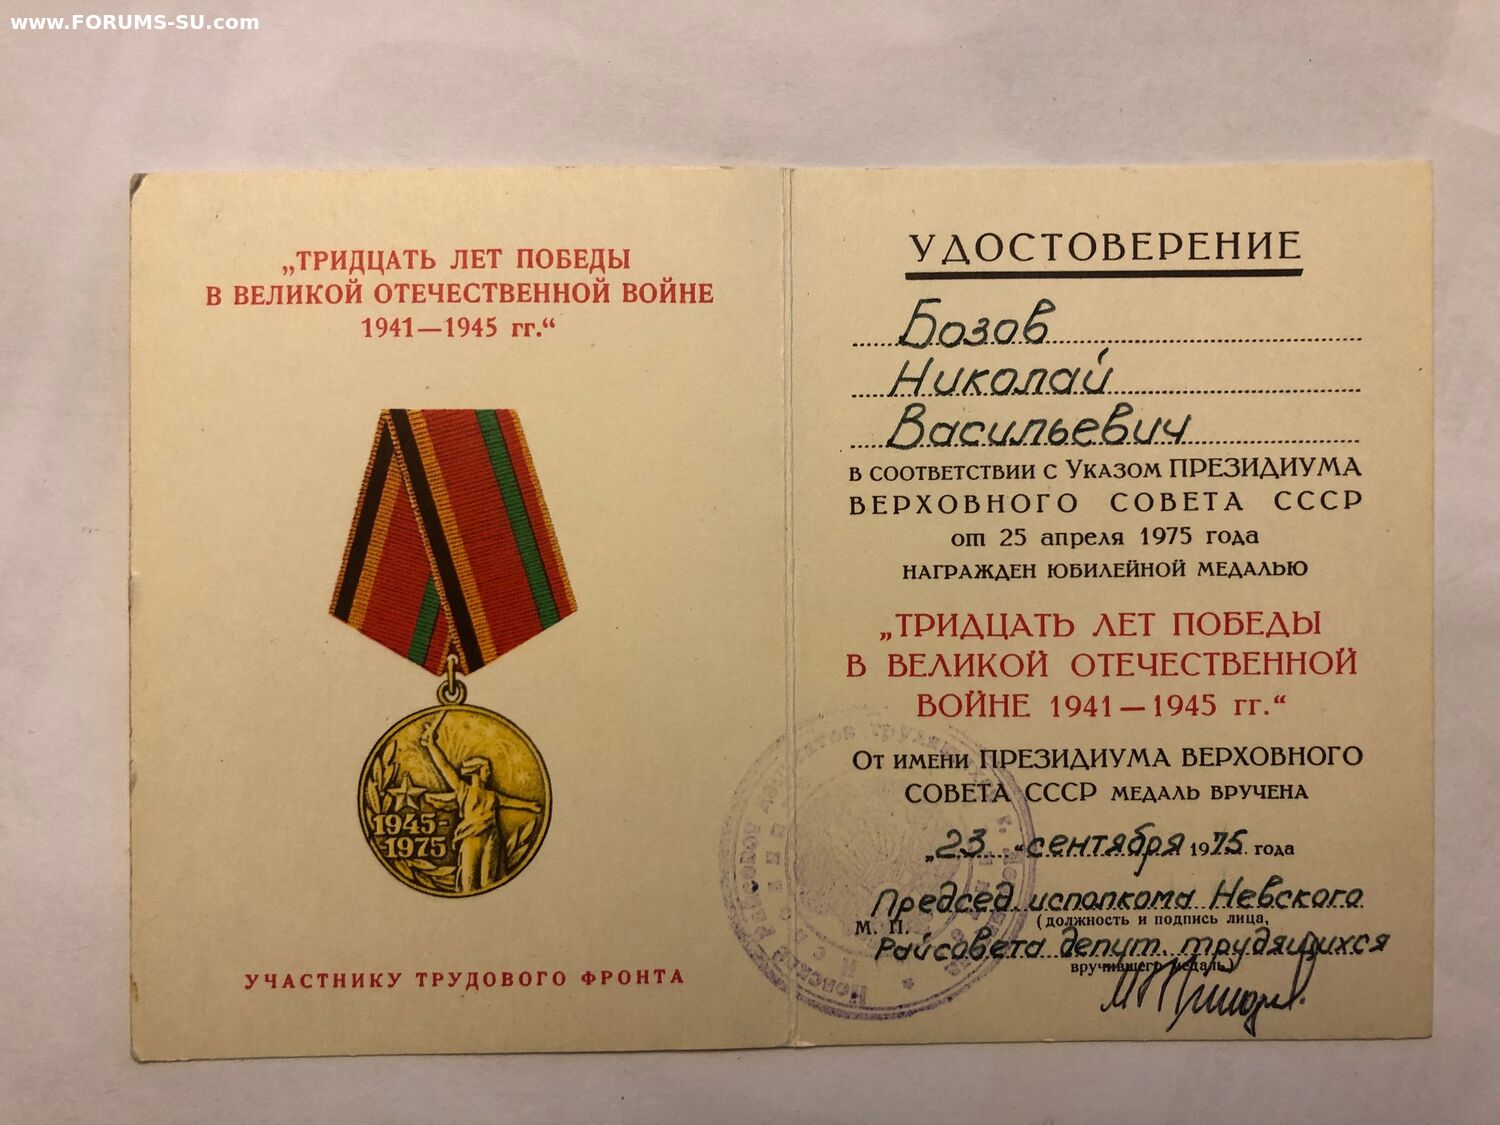 www.FORUMS-SU.com
„ТРИДЦАТЬ ЛЕТ ПОБЕДЫ
В ВЕЛИКОЙ ОТЕЧЕСТВЕННОЙ ВОЙНЕ
1941—1945 гг.“
1945-
1975
УЧАСТНИКУ ТРУДОВОГО ФРОНТА
УДОСТОВЕРЕНИЕ
Бозов
Николай
Васильевич
В СООТВЕТСТВИИ С УКАЗОМ ПРЕЗИДИУМА
ВЕРХОВНОГО СОВЕТА СССР
от 25 апреля 1975 года
НАГРАЖДЕН ЮБИЛЕЙНОЙ МЕДАЛЬЮ
„ТРИДЦАТЬ ЛЕТ ПОБЕДЫ
В ВЕЛИКОЙ ОТЕЧЕСТВЕННОЙ
ВОЙНЕ 1941—1945 гг.“
ОТ ИМЕНИ ПРЕЗИДИУМА ВЕРХОВНОГО
СОВЕТА СССР МЕДАЛЬ ВРУЧЕНА
„23 “ сентября 1975 года
Председ. исполкома Невского
М. П. (должность и подпись лица,
Райсовета депут. трудящихся
вручившего медаль)